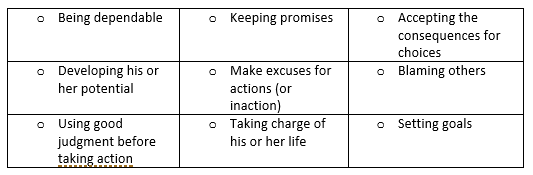 o Being dependable
o Keeping promises
o Accepting the
consequences for
choices
o Developing his or
her potential
o Make excuses for
actions (or
inaction)
o Blaming others
o Using good
judgment before
taking action
o Taking charge of
his or her life
o Setting goals